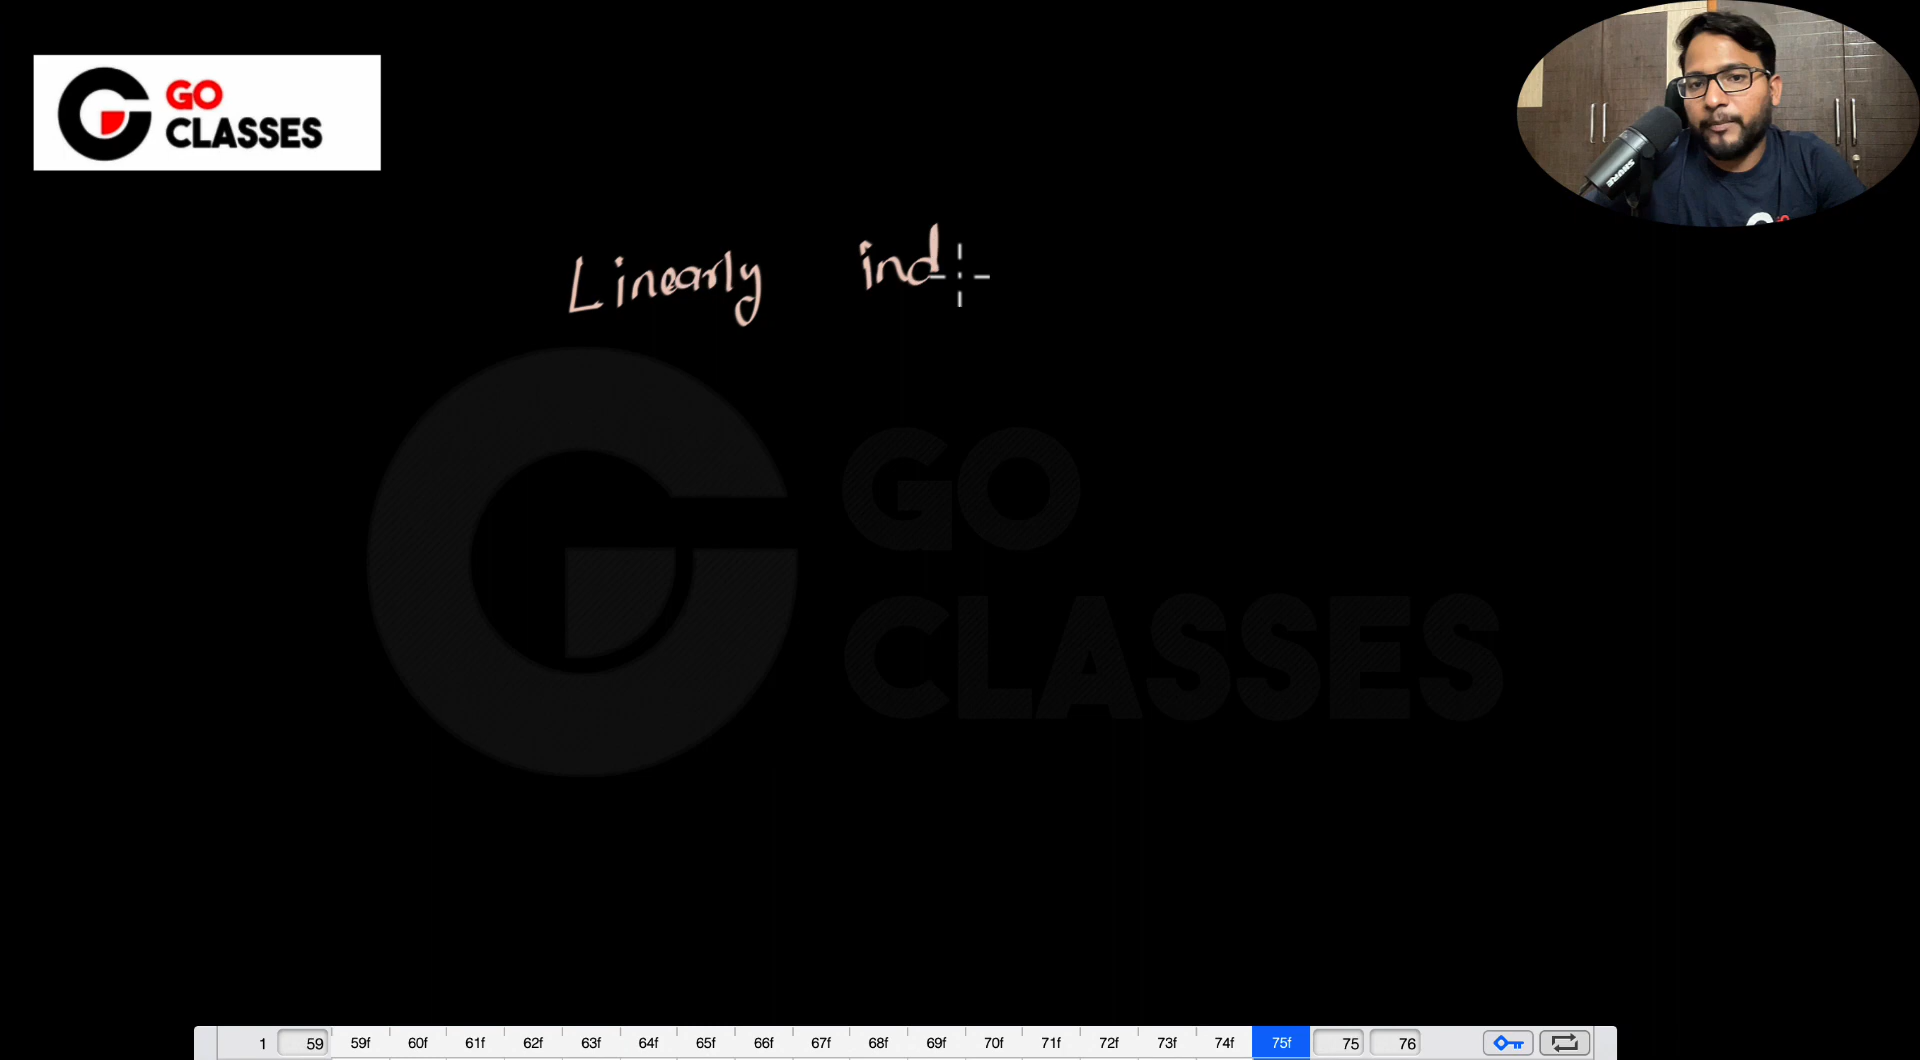 GO
CLASSES
Linearly ind
GO
CLASSES
SHURE
1 59 59f 60f 61f 62f 63f 64f 65f 66f 67f 68f 69f 70f 71f 72f 73f 74f 75f 75 76